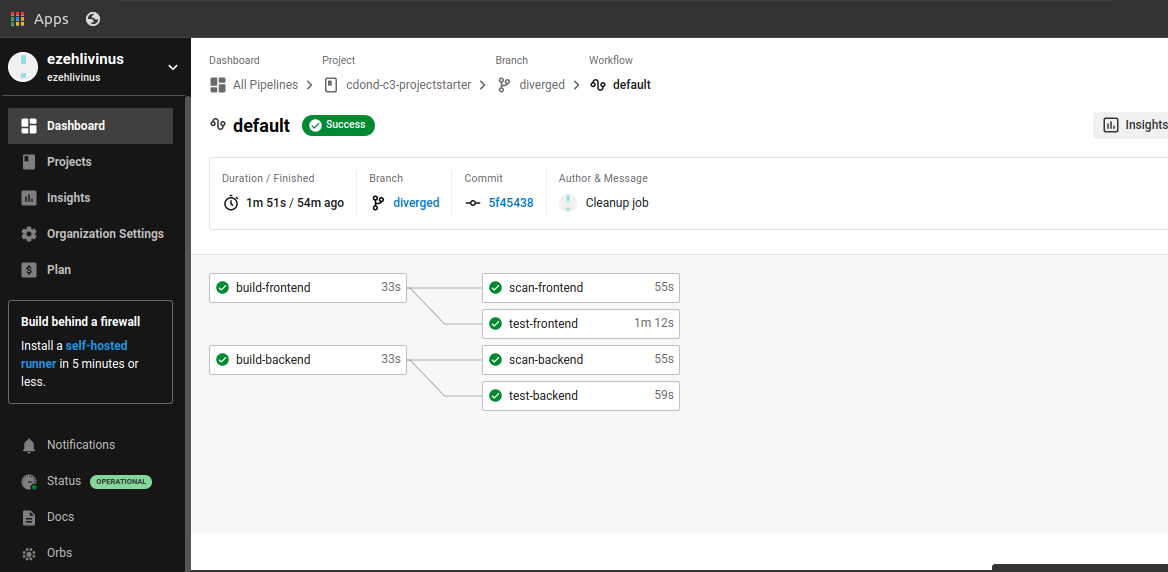 Apps
ezehlivinus
ezehlivinus
Dashboard
Projects
Insights
Organization Settings
Plan
Build behind a firewall
Install a self-hosted
runner in 5 minutes or
less.
Notifications
Status OPERATIONAL
Docs
Orbs
Dashboard Project Branch Workflow
All Pipelines cdond-c3-projectstarter diverged default
default Success Insights
Duration / Finished Branch Commit Author & Message
1m 51s / 54m ago diverged 5f45438 Cleanup job
build-frontend 33s scan-frontend 55s
test-frontend 1m 12s
build-backend 33s scan-backend 55s
test-backend 59s